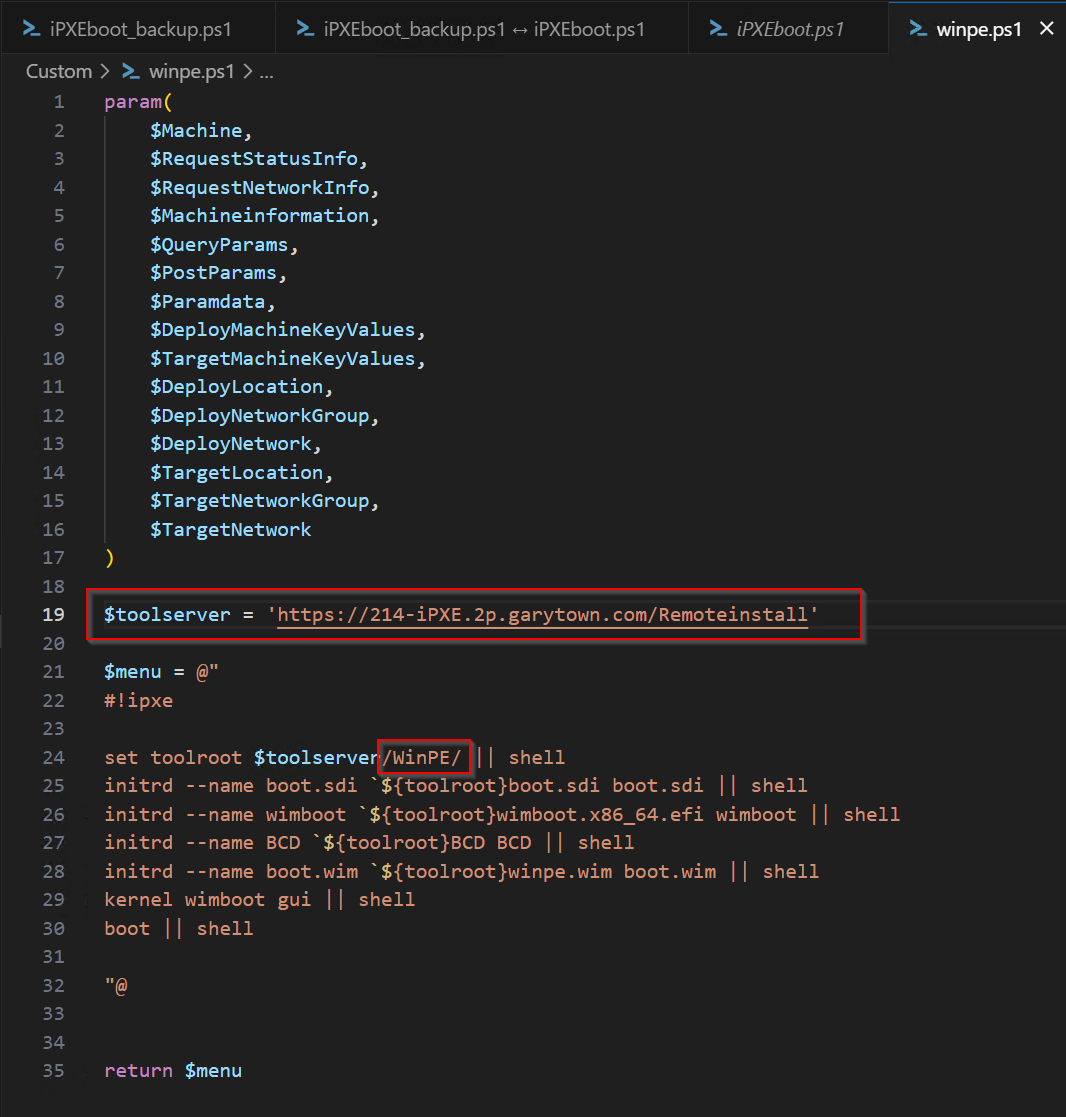 iPXEboot_backup.ps1 iPXEboot_backup.ps1 ↔ iPXEboot.ps1 iPXEboot.ps1 winpe.ps1
Custom > winpe.ps1 > ...
1 param(
2 $Machine,
3 $RequestStatusInfo,
4 $RequestNetworkInfo,
5 $Machineinformation,
6 $QueryParams,
7 $PostParams,
8 $Paramdata,
9 $DeployMachineKeyValues,
10 $TargetMachineKeyValues,
11 $DeployLocation,
12 $DeployNetworkGroup,
13 $DeployNetwork,
14 $TargetLocation,
15 $TargetNetworkGroup,
16 $TargetNetwork
17 )
18
19 $toolserver = 'https://214-iPXE.2p.garytown.com/Remoteinstall'
20
21 $menu = @"
22 #!ipxe
23
24 set toolroot $toolserver/WinPE/ || shell
25 initrd --name boot.sdi `${toolroot}boot.sdi boot.sdi || shell
26 initrd --name wimboot `${toolroot}wimboot.x86_64.efi wimboot || shell
27 initrd --name BCD `${toolroot}BCD BCD || shell
28 initrd --name boot.wim `${toolroot}winpe.wim boot.wim || shell
29 kernel wimboot gui || shell
30 boot || shell
31
32 "@
33
34
35 return $menu